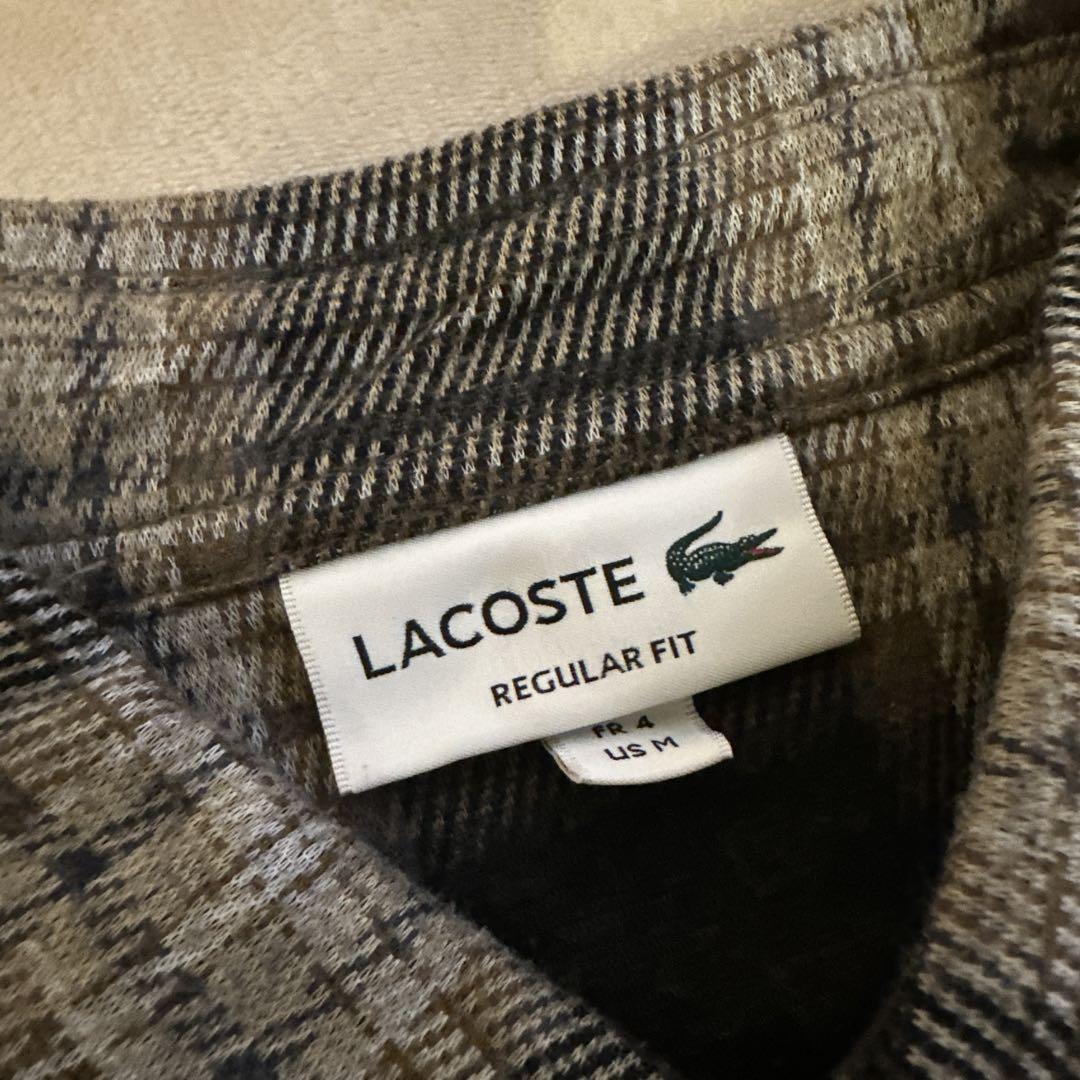 LACOSTE
REGULAR FIT
FR 4
US M